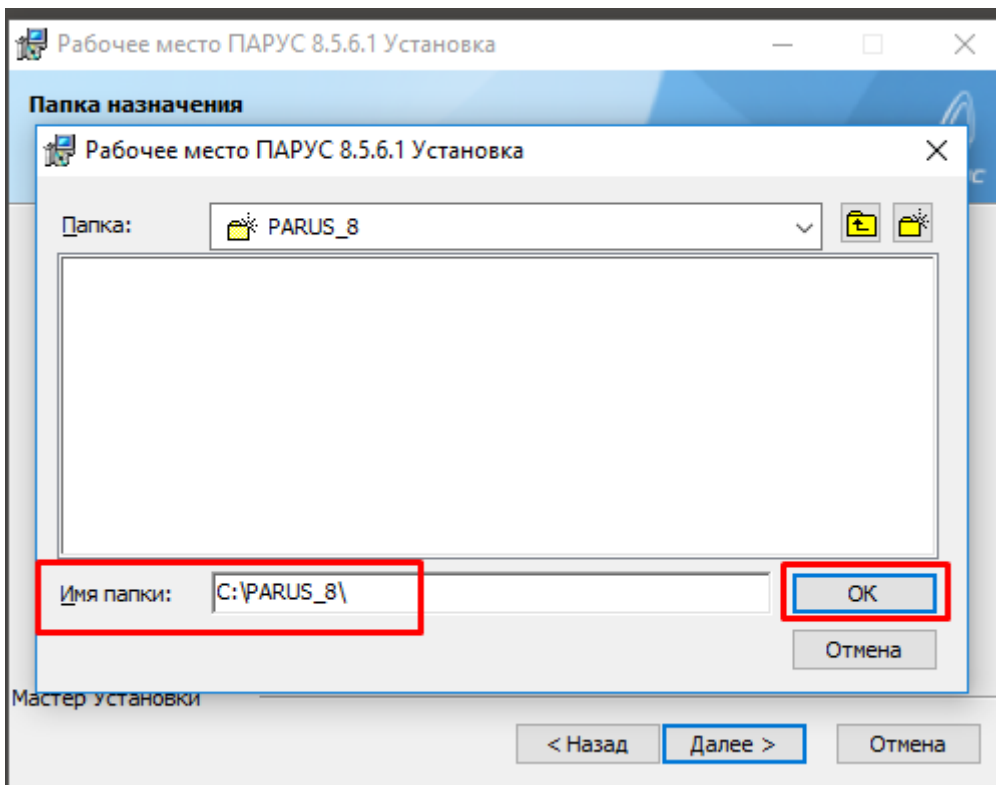 Рабочее место ПАРУС 8.5.6.1 Установка
Папка назначения
Рабочее место ПАРУС 8.5.6.1 Установка
Папка:
PARUS_8
Имя папки:
C:\PARUS_8\
OK
Отмена
Мастер Установки
< Назад
Далее >
Отмена